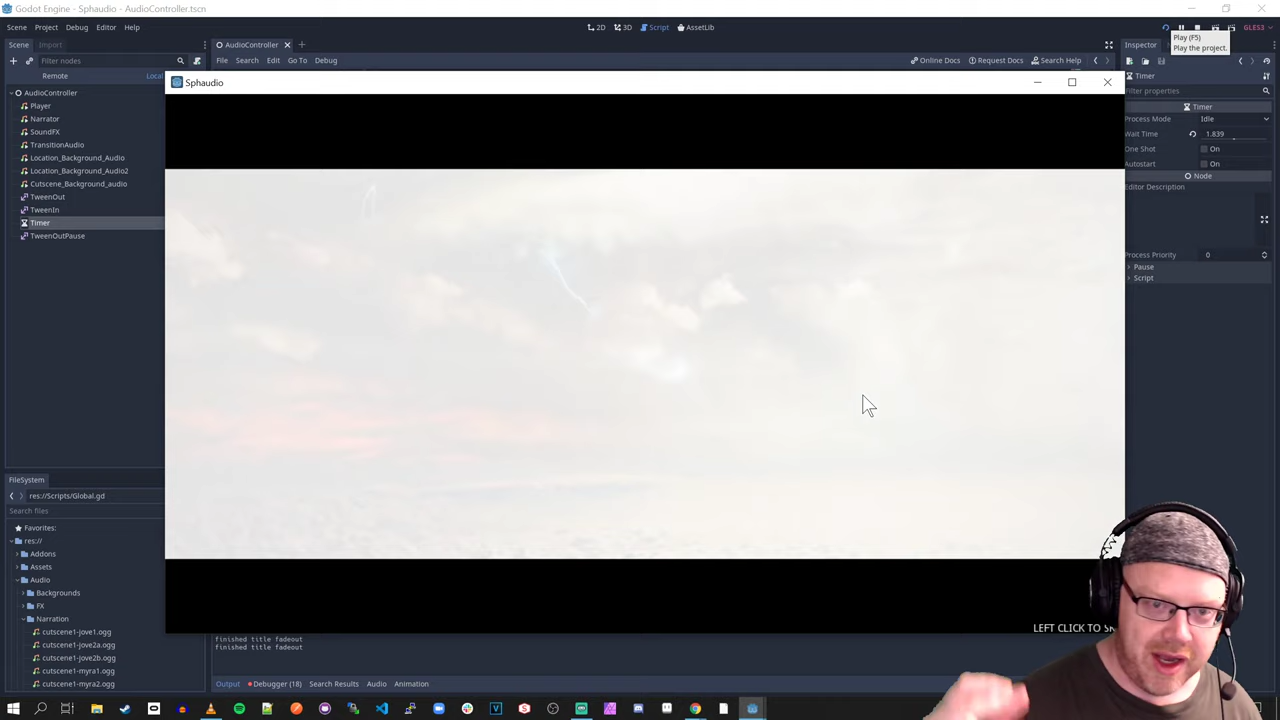 Godot Engine - Sphaudio - AudioController.tscn
Scene Project Debug Editor Help
2D 3D Script AssetLib
GLES3
Play (F5)
Play the project.
Scene Import
AudioController
Inspector
Filter nodes
File Search Edit Go To Debug
Online Docs Request Docs Search Help
Remote Local
Timer
Filter properties
AudioController
Player
Narrator
SoundFX
TransitionAudio
Location_Background_Audio
Location_Background_Audio2
Cutscene_Background_audio
TweenOut
TweenIn
Timer
TweenOutPause
Sphaudio
Timer
Process Mode Idle
Wait Time 1.839
One Shot On
Autostart On
Node
Editor Description
Process Priority 0
Pause
Script
FileSystem
res://Scripts/Global.gd
Search files
Favorites:
res://
Addons
Assets
Audio
Backgrounds
FX
Narration
cutscene1-jove1.ogg
cutscene1-jove2a.ogg
cutscene1-jove2b.ogg
cutscene1-myra1.ogg
cutscene1-myra2.ogg
LEFT CLICK TO
finished title fadeout
finished title fadeout
Output Debugger (18) Search Results Audio Animation